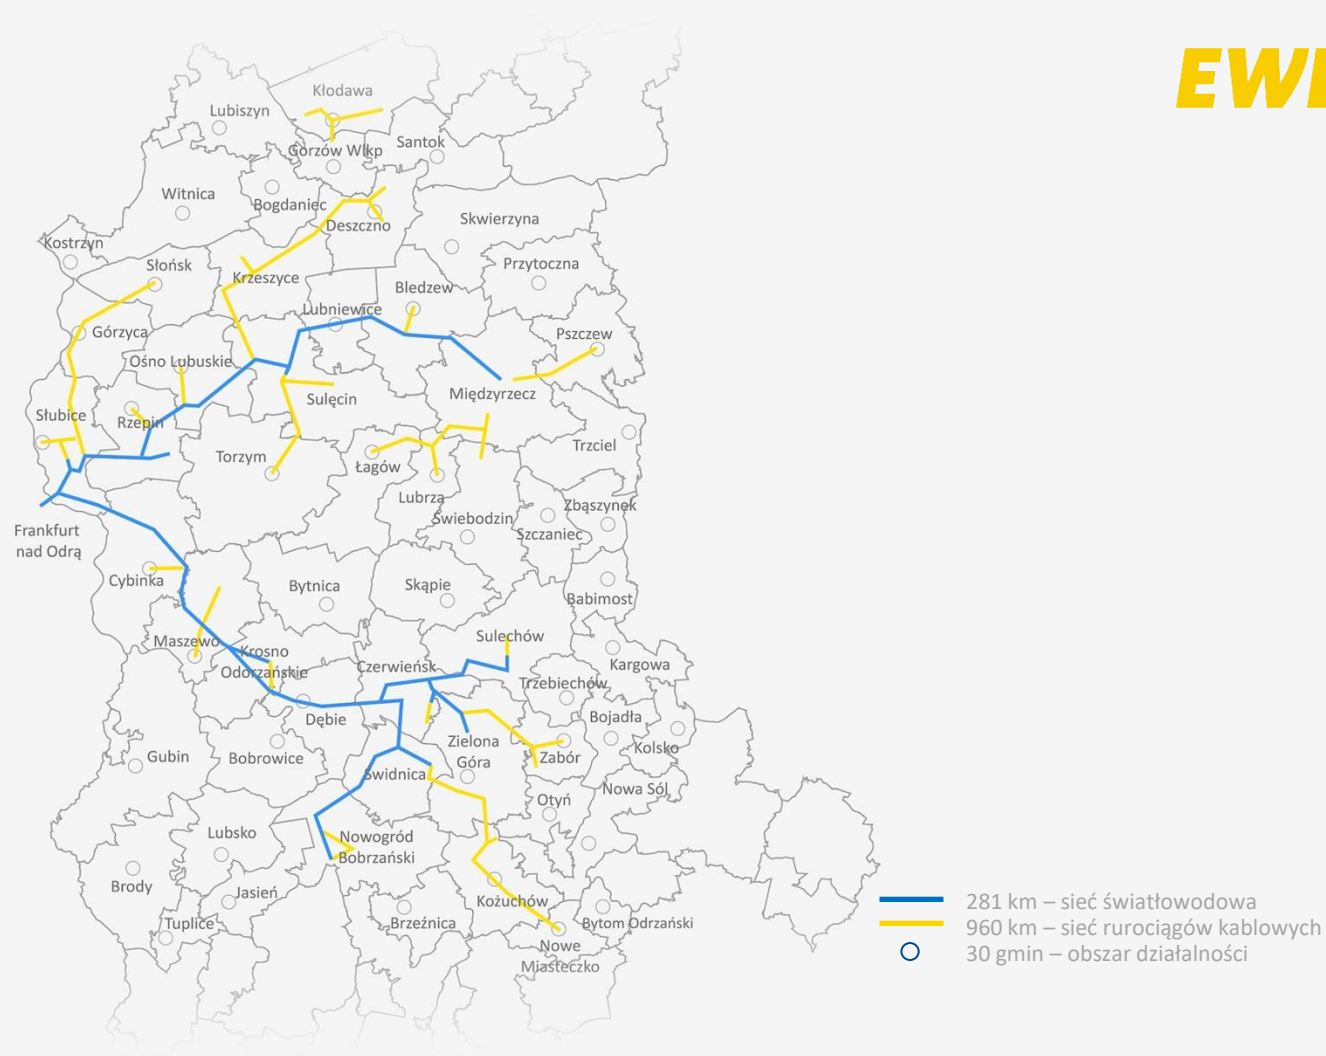 EWE
Kłodawa
Lubiszyn
Santok
Gorzów Wlkp
Witnica
Bogdaniec
Deszczno
Skwierzyna
Kostrzyn
Słońsk
Krzeszyce
Przytoczna
Bledzew
Lubniewice
Górzyca
Pszczew
Ośno Lubuskie
Międzyrzecz
Sulęcin
Słubice
Rzepin
Trzciel
Torzym
Łagów
Lubrza
Zbąszynek
Świebodzin
Szczaniec
Frankfurt
nad Odrą
Cybinka
Bytnica
Skąpie
Babimost
Maszewo
Sulechów
Krosno
Odorzańskie
Czerwieńsk
Kargowa
Trzebiechów
Dębie
Bojadła
Zielona
Góra
Kolsko
Gubin
Bobrowice
Zabór
Świdnica
Nowa Sól
Otyń
Lubsko
Nowogród
Bobrzański
Brody
Jasień
Kożuchów
Tuplice
Brzeźnica
Bytom Odrzański
Nowe
Miasteczko
281 km – sieć światłowodowa
960 km – sieć rurociągów kablowych
30 gmin – obszar działalności